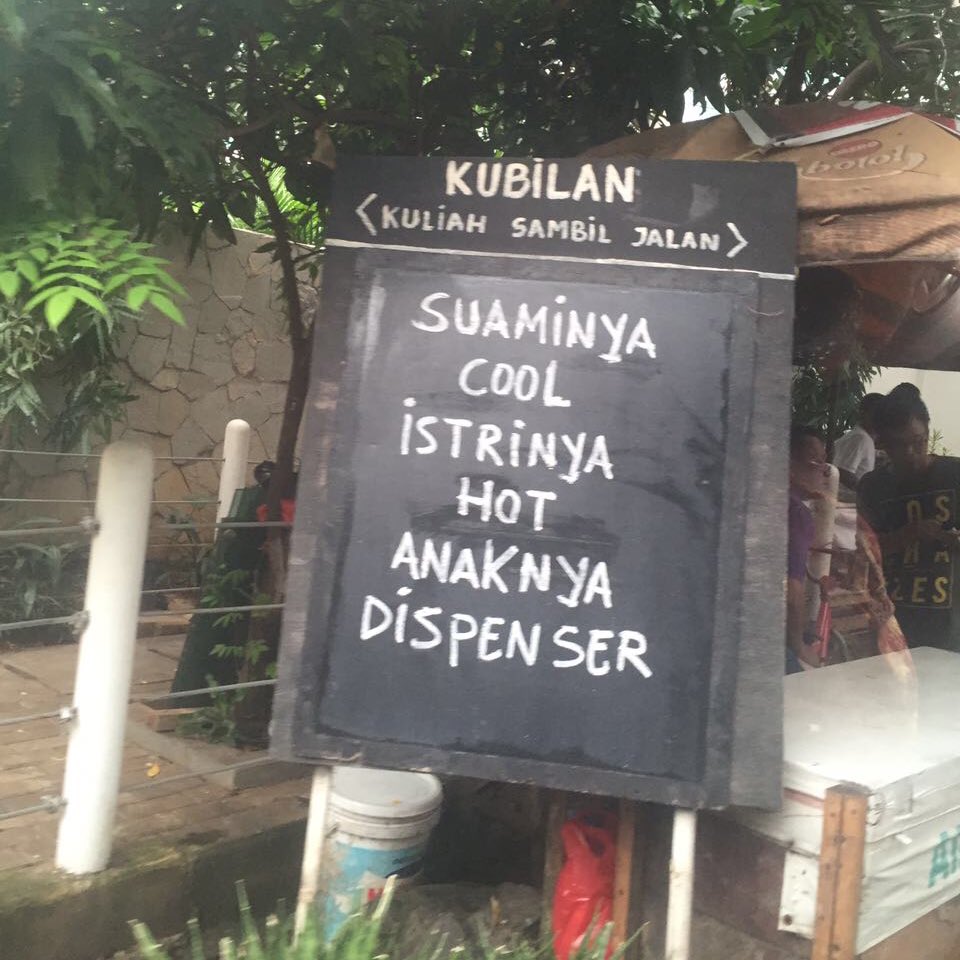 KUBiLAN
<KULiAH SAMBiL JALAN>
SUAMiNYA
COOL
iSTRiNYA
HOT
ANAKNYA
DiSPENSER